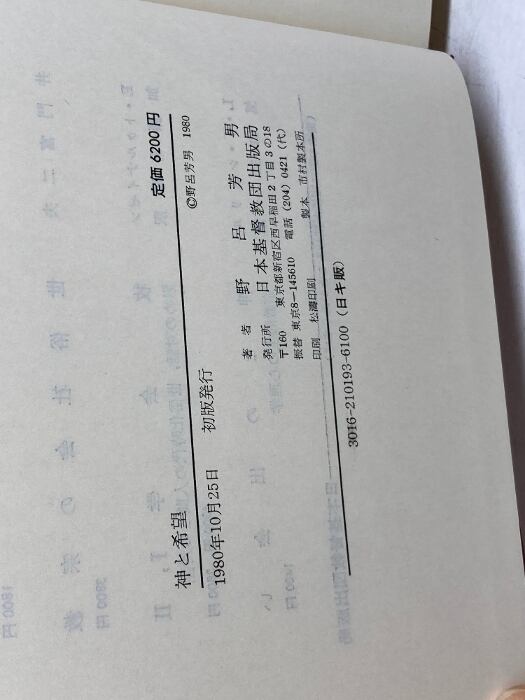 神と希望
定価 6200円
©野呂芳男 1980
1980年10月25日 初版発行
著者 野呂芳男
発行所 日本基督教団出版局
〒160 東京都新宿区西早稲田2丁目3の18
振替 東京8-145610 電話 (204) 0421 (代)
印刷 松濤印刷 製本 市村製本所
3016-210193-6100 (日キ販)